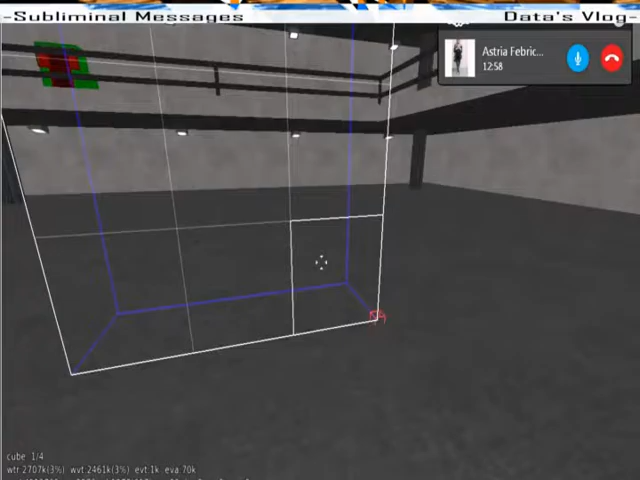 -Subliminal Messages
Data's Vlog-
Astria Febric...
12:58
cube 1/4
wtr:2707k(3%) wvt:2461k(3%) evt:1k eva:70k